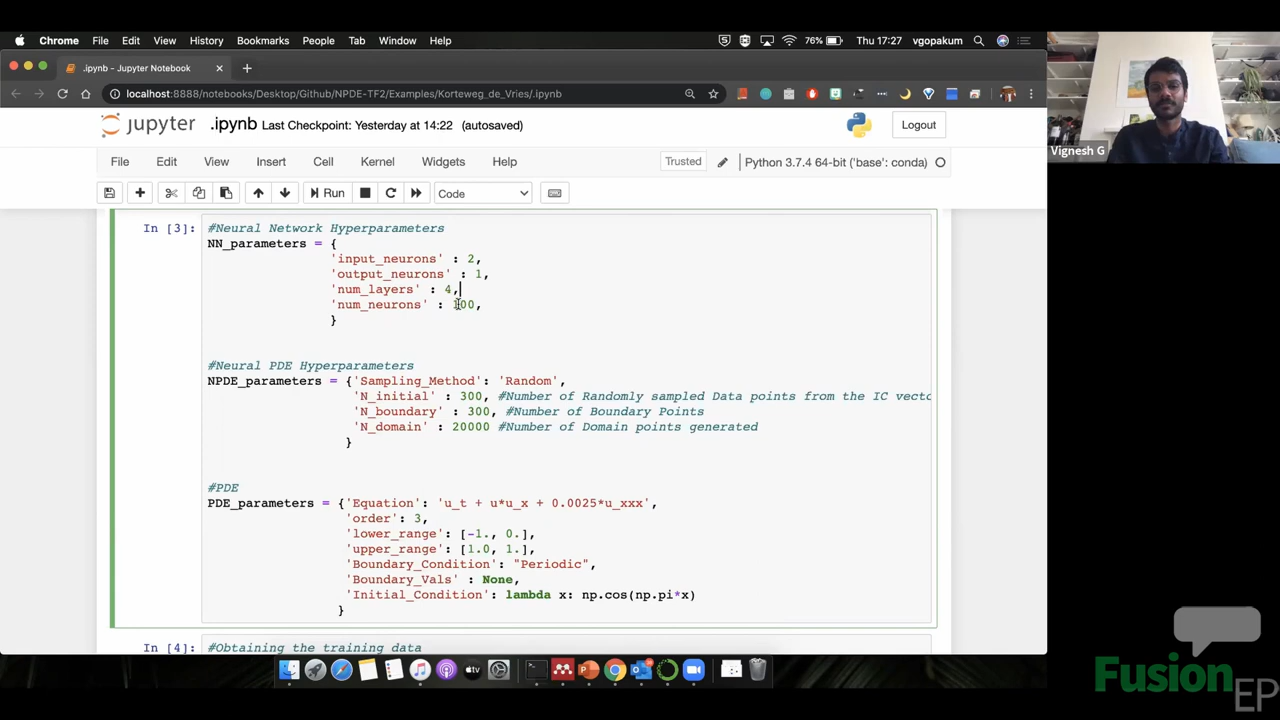 Chrome File Edit View History Bookmarks People Tab Window Help 76% Thu 17:27 vgopakum
.ipynb - Jupyter Notebook
localhost:8888/notebooks/Desktop/Github/NPDE-TF2/Examples/Korteweg_de_Vries/.ipynb
jupyter .ipynb Last Checkpoint: Yesterday at 14:22 (autosaved) Logout
File Edit View Insert Cell Kernel Widgets Help Trusted Python 3.7.4 64-bit ('base': conda)
Run Code
In [3]: #Neural Network Hyperparameters
NN_parameters = {
'input_neurons' : 2,
'output_neurons' : 1,
'num_layers' : 4,
'num_neurons' : 100,
}
#Neural PDE Hyperparameters
NPDE_parameters = {'Sampling_Method': 'Random',
'N_initial' : 300, #Number of Randomly sampled Data points from the IC vecto
'N_boundary' : 300, #Number of Boundary Points
'N_domain' : 20000 #Number of Domain points generated
}
#PDE
PDE_parameters = {'Equation': 'u_t + u*u_x + 0.0025*u_xxx',
'order': 3,
'lower_range': [-1., 0.],
'upper_range': [1.0, 1.],
'Boundary_Condition': "Periodic",
'Boundary_Vals' : None,
'Initial_Condition': lambda x: np.cos(np.pi*x)
}
In [4]: #Obtaining the training data
Vignesh G
Fusion
EP